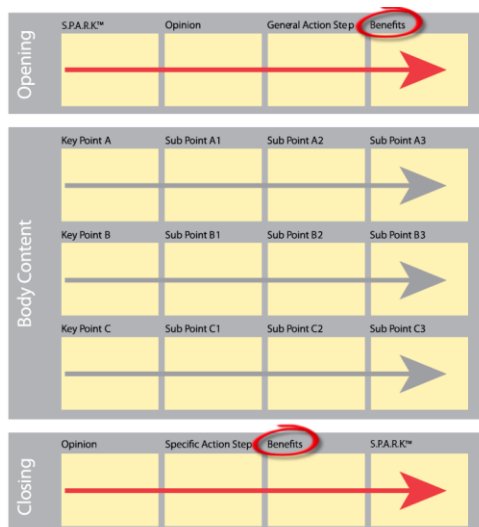 Opening
S.P.A.R.K™ Opinion General Action Step Benefits
Body Content
Key Point A Sub Point A1 Sub Point A2 Sub Point A3
Key Point B Sub Point B1 Sub Point B2 Sub Point B3
Key Point C Sub Point C1 Sub Point C2 Sub Point C3
Closing
Opinion Specific Action Step Benefits S.P.A.R.K™